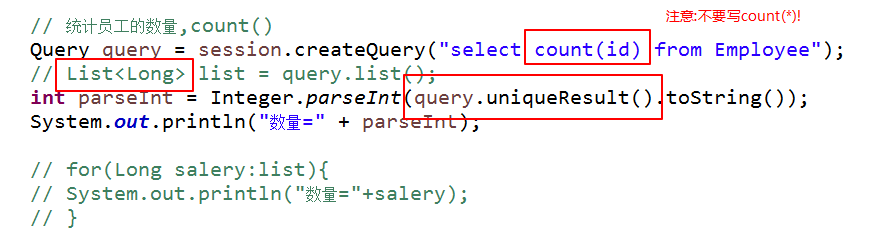 注意:不要写count(*)!
// 统计员工的数量,count()
Query query = session.createQuery("select count(id) from Employee");
// List<Long> list = query.list();
int parseInt = Integer.parseInt(query.uniqueResult().toString());
System.out.println("数量=" + parseInt);
// for(Long salery:list){
// System.out.println("数量="+salery);
// }